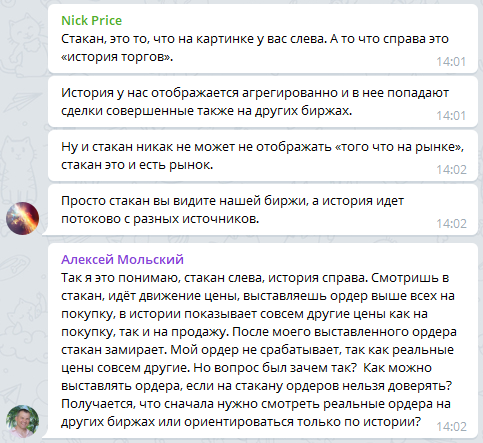 Nick Price
Стакан, это то, что на картинке у вас слева. А то что справа это
«история торгов».
14:01
История у нас отображается агрегированно и в нее попадают
сделки совершенные также на других биржах.
14:01
Ну и стакан никак не может не отображать «того что на рынке»,
стакан это и есть рынок.
14:02
Просто стакан вы видите нашей биржи, а история идет
потоково с разных источников.
14:02
Алексей Мольский
Так я это понимаю, стакан слева, история справа. Смотришь в
стакан, идёт движение цены, выставляешь ордер выше всех на
покупку, в истории показывает совсем другие цены как на
покупку, так и на продажу. После моего выставленного ордера
стакан замирает. Мой ордер не срабатывает, так как реальные
цены совсем другие. Но вопрос был зачем так? Как можно
выставлять ордера, если на стакану ордеров нельзя доверять?
Получается, что сначала нужно смотреть реальные ордера на
других биржах или ориентироваться только по истории?
14:02